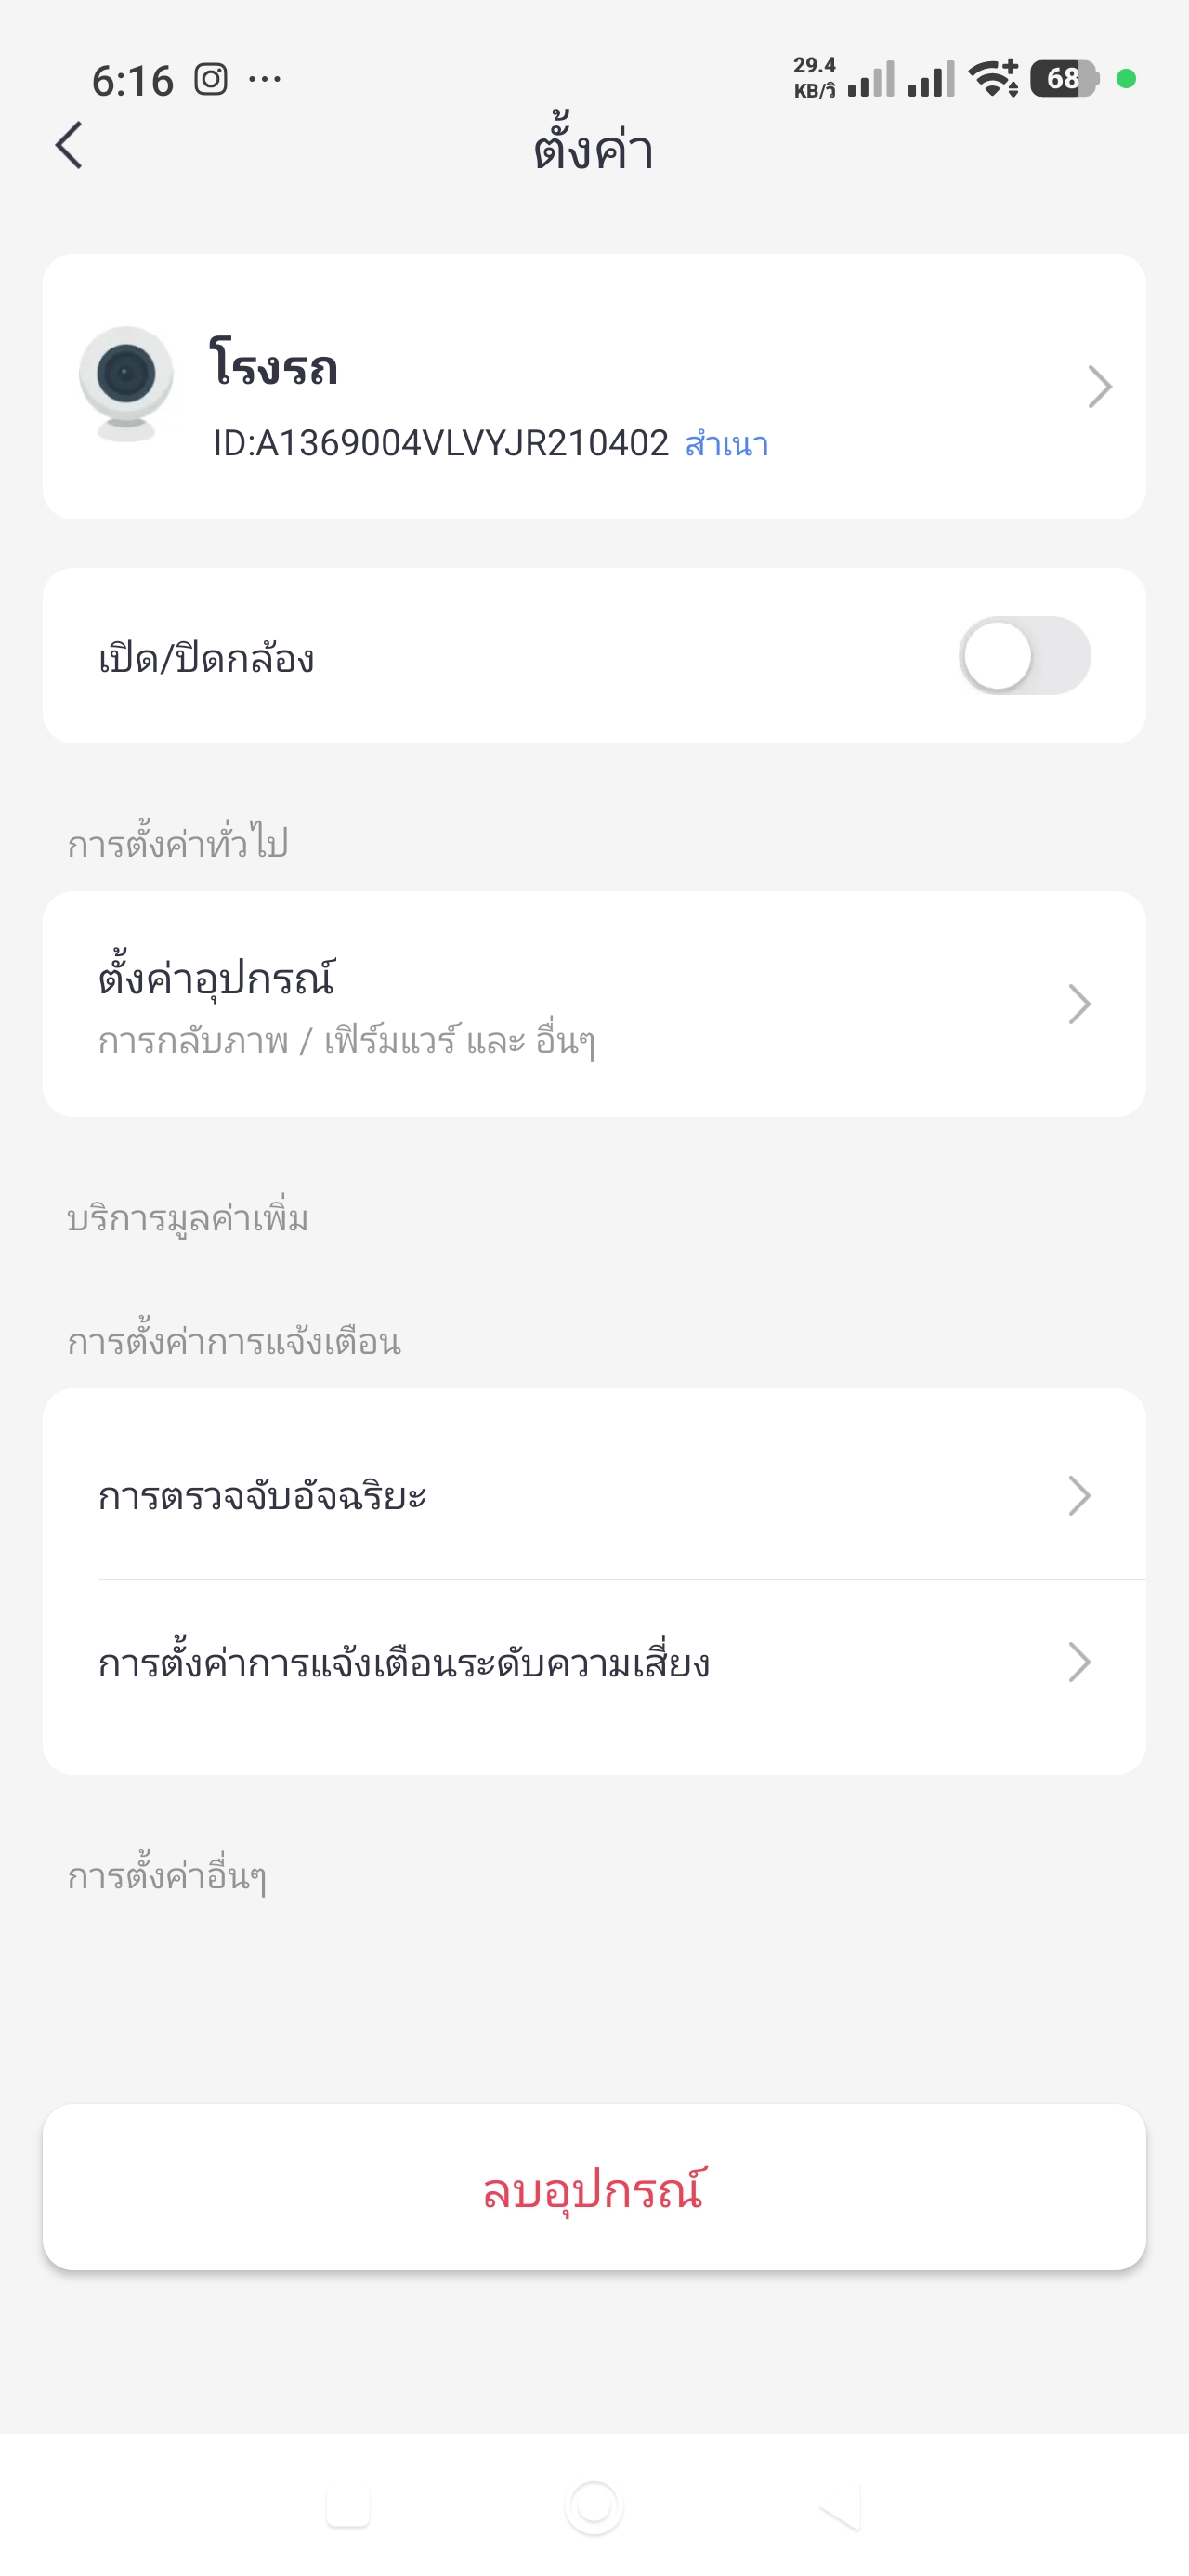 6:16 ... 29.4 KB/วิ 68
ตั้งค่า
โรงรถ
ID:A1369004VLVYJR210402 สำเนา
เปิด/ปิดกล้อง
การตั้งค่าทั่วไป
ตั้งค่าอุปกรณ์
การกลับภาพ / เฟิร์มแวร์ และ อื่นๆ
บริการมูลค่าเพิ่ม
การตั้งค่าการแจ้งเตือน
การตรวจจับอัจฉริยะ
การตั้งค่าการแจ้งเตือนระดับความเสี่ยง
การตั้งค่าอื่นๆ
ลบอุปกรณ์